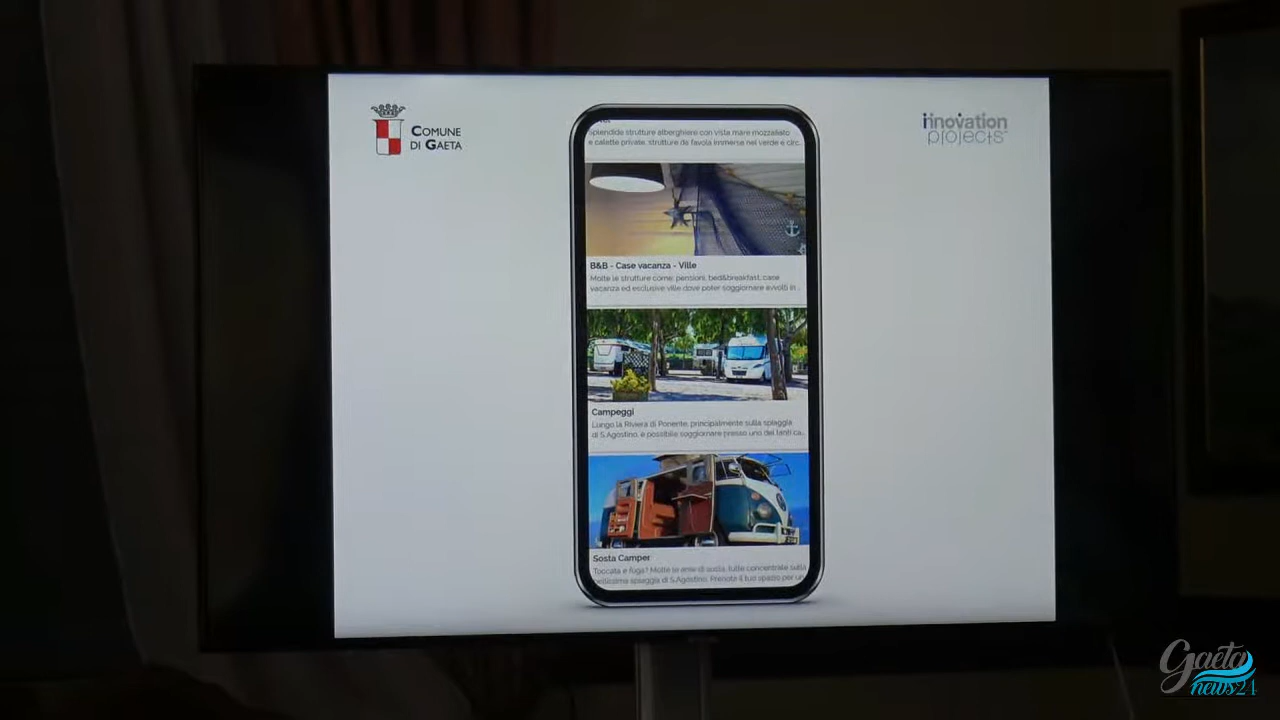 COMUNE
DI GAETA
innovation
projects
splendide strutture alberghiere con vista mare mozzafiato
e calette private, strutture da favola immerse nel verde e circ...
B&B - Case vacanza - Ville
Molte le strutture come: pensioni, bed&breakfast, case
vacanza ed esclusive ville dove poter soggiornare avvolti in...
Campeggi
Lungo la Riviera di Ponente, principalmente sulla spiaggia
di S.Agostino, è possibile soggiornare presso uno dei tanti ca...
Sosta Camper
Toccata e fuga? Molte le aree di sosta, tutte concentrate sulla
bellissima spiaggia di S.Agostino. Prenota il tuo spazio per un
Gaeta
news24